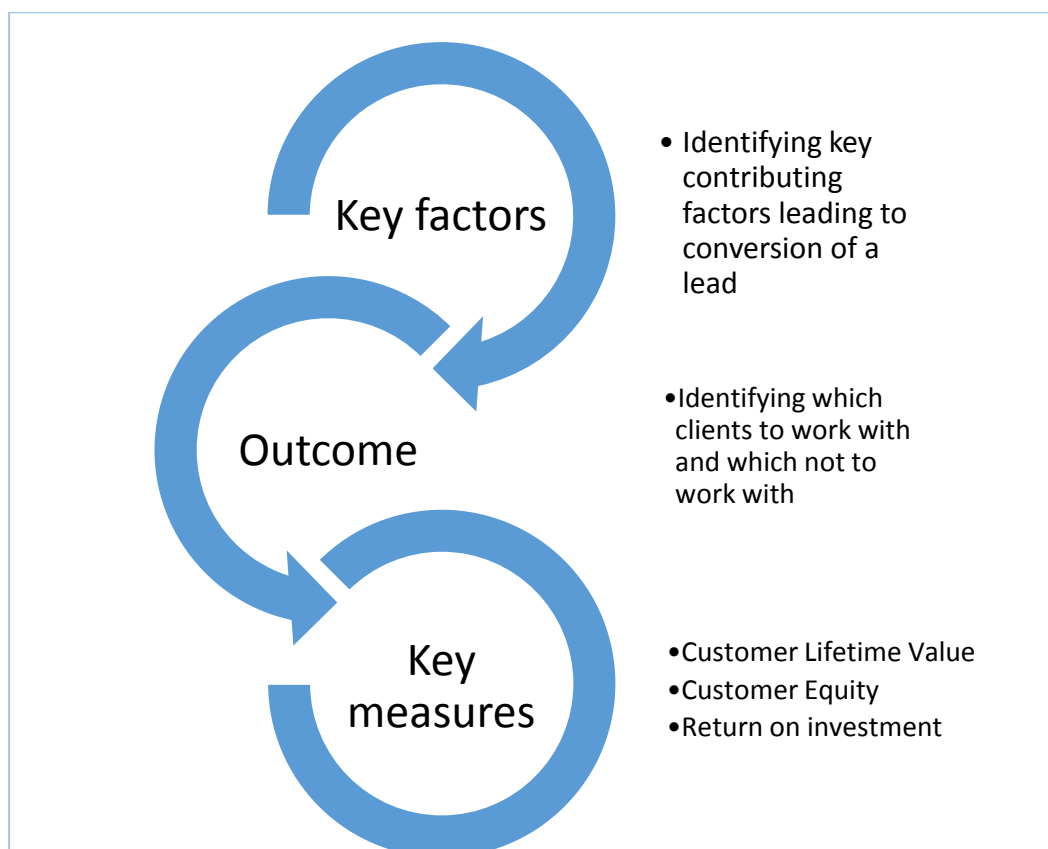 Key factors
• Identifying key
contributing
factors leading to
conversion of a
lead
Outcome
•Identifying which
clients to work with
and which not to
work with
Key
measures
•Customer Lifetime Value
•Customer Equity
•Return on investment